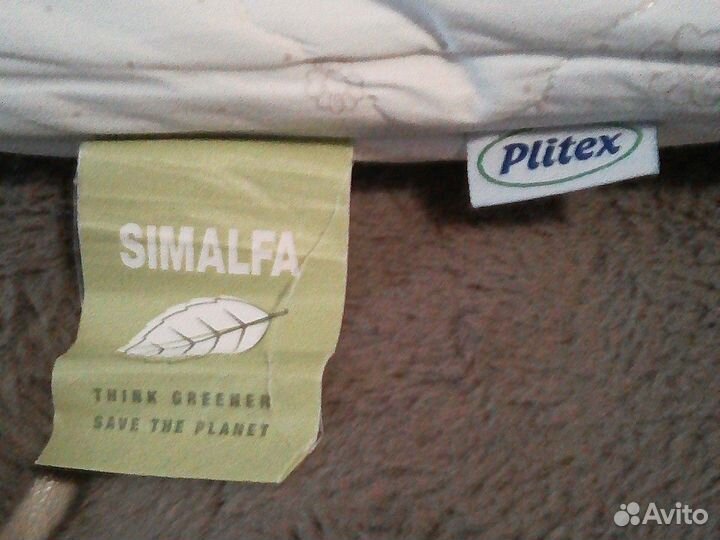 Plitex
SIMALFA
THINK GREENER
SAVE THE PLANET
Avito